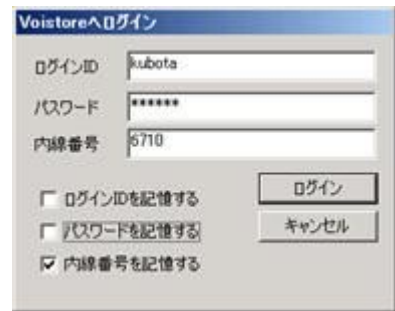 Voistoreへログイン
ログインID
kubota
パスワード
******
内線番号
6710
ログインIDを記憶する
ログイン
パスワードを記憶する
キャンセル
内線番号を記憶する